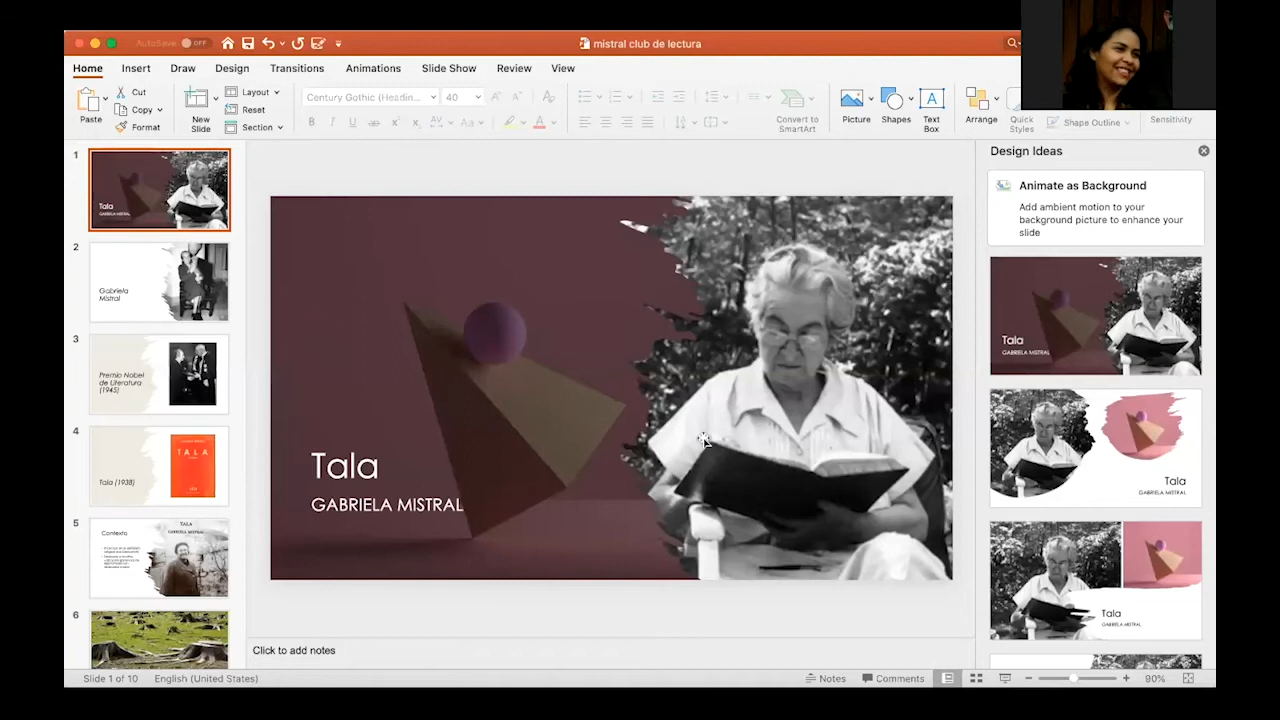 AutoSave OFF
mistral club de lectura
Home Insert Draw Design Transitions Animations Slide Show Review View
Paste
Cut
Copy
Format
New
Slide
Layout
Reset
Section
Century Gothic (Headin...
40
Convert to
SmartArt
Picture
Shapes
Text
Box
Arrange
Quick
Styles
Shape Outline
Sensitivity
1
Tala
GABRIELA MISTRAL
2
Gabriela
Mistral
3
Premio Nobel
de Literatura
(1945)
4
TALA
Tala (1938)
5
Contexto
TALA
GABRIELA MISTRAL
6
Tala
GABRIELA MISTRAL
Click to add notes
Design Ideas
Animate as Background
Add ambient motion to your
background picture to enhance your
slide
Tala
GABRIELA MISTRAL
Tala
GABRIELA MISTRAL
Tala
GABRIELA MISTRAL
Slide 1 of 10 English (United States)
Notes Comments 90%